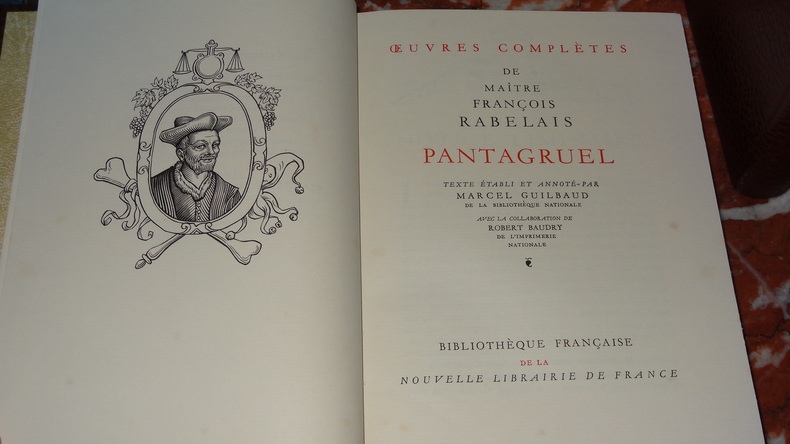 ŒUVRES COMPLÈTES
DE
MAÎTRE
FRANÇOIS
RABELAIS
PANTAGRUEL
TEXTE ÉTABLI ET ANNOTÉ-PAR
MARCEL GUILBAUD
DE LA BIBLIOTHÈQUE NATIONALE
AVEC LA COLLABORATION DE
ROBERT BAUDRY
DE L'IMPRIMERIE
NATIONALE
BIBLIOTHÈQUE FRANÇAISE
DE LA
NOUVELLE LIBRAIRIE DE FRANCE